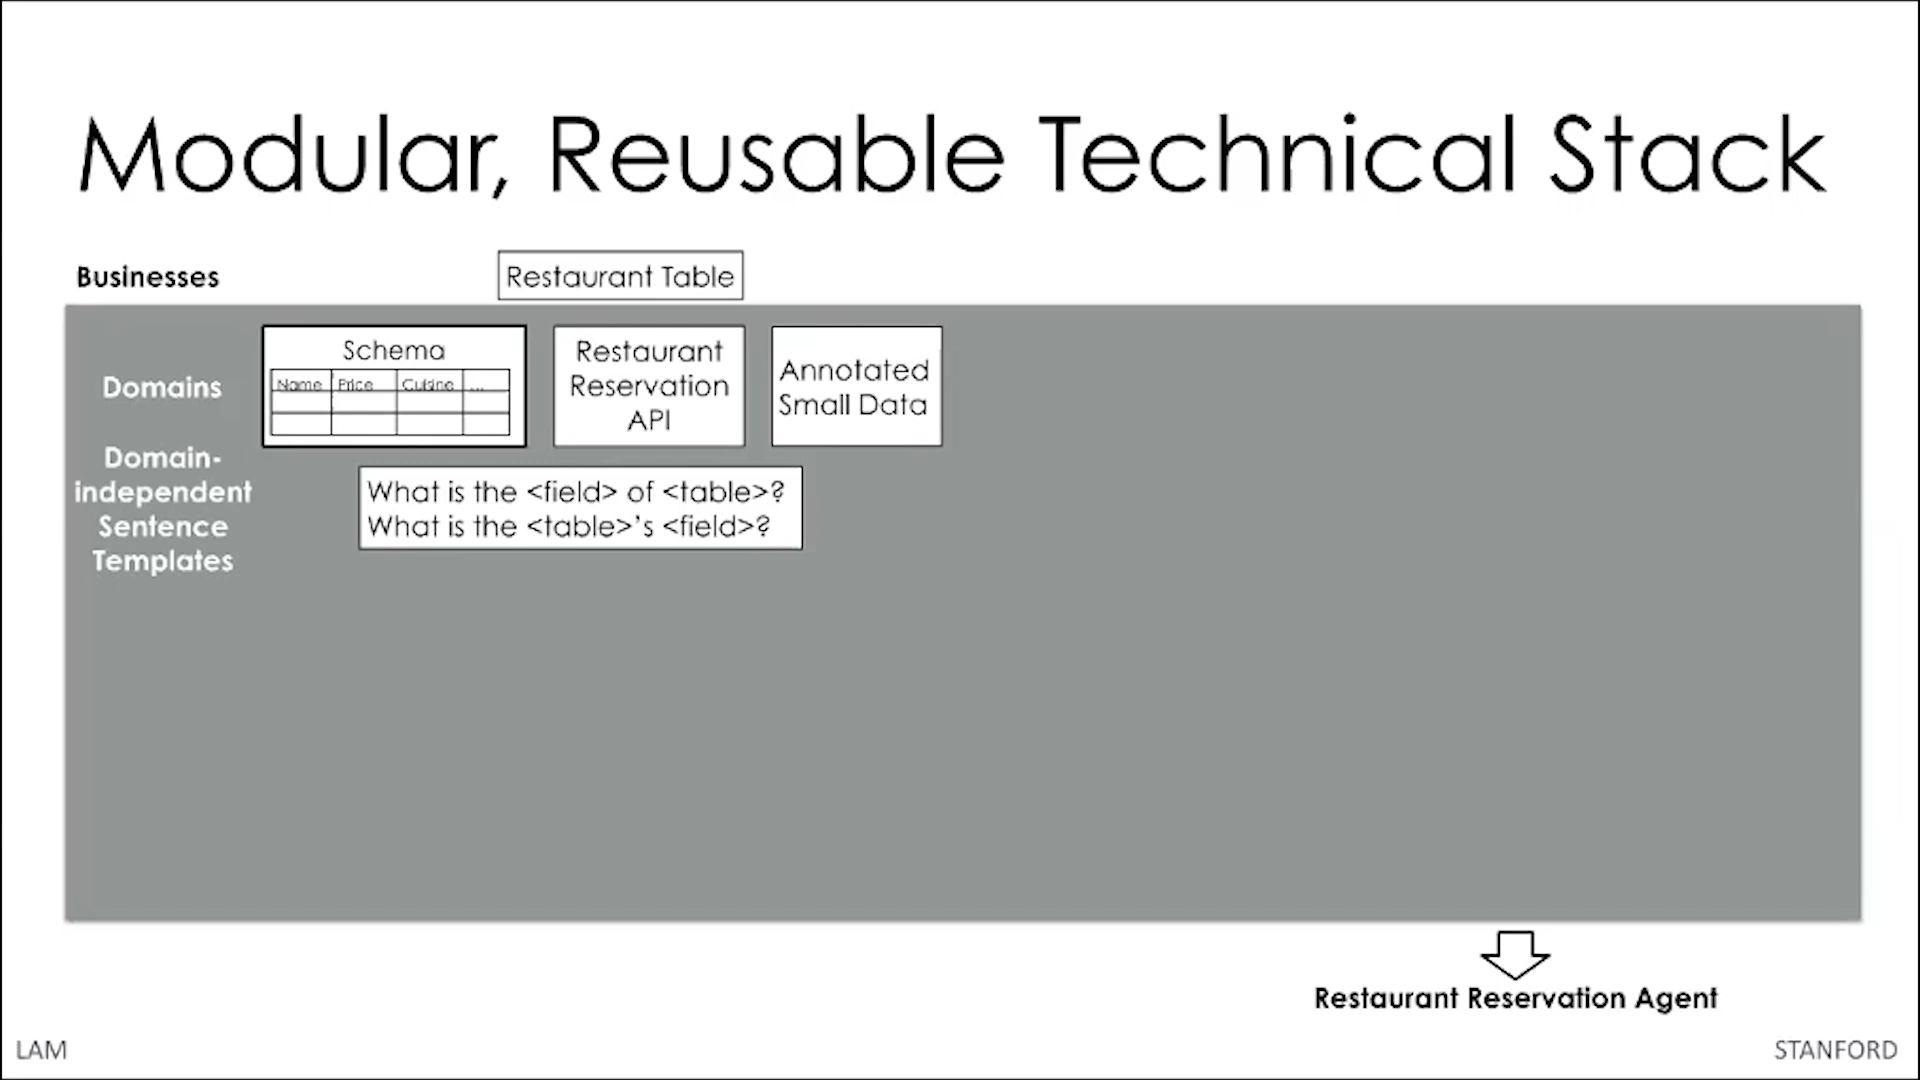 Modular, Reusable Technical Stack
Businesses
Restaurant Table
Domains
Schema
Name Price Cuisine ...
Restaurant
Reservation
API
Annotated
Small Data
Domain-
independent
Sentence
Templates
What is the <field> of <table>?
What is the <table>'s <field>?
Restaurant Reservation Agent
LAM
STANFORD